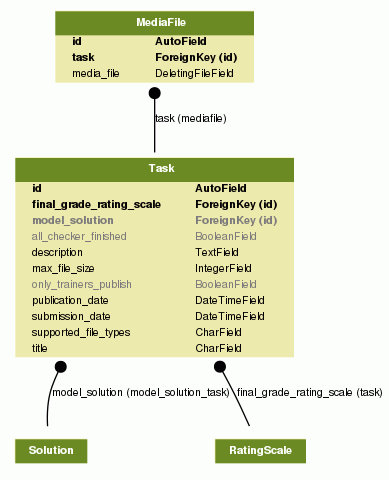 MediaFile
id AutoField
task ForeignKey (id)
media_file DeletingFileField
task (mediafile)
Task
id AutoField
final_grade_rating_scale ForeignKey (id)
model_solution ForeignKey (id)
all_checker_finished BooleanField
description TextField
max_file_size IntegerField
only_trainers_publish BooleanField
publication_date DateTimeField
submission_date DateTimeField
supported_file_types CharField
title CharField
model_solution (model_solution_task) final_grade_rating_scale (task)
Solution RatingScale